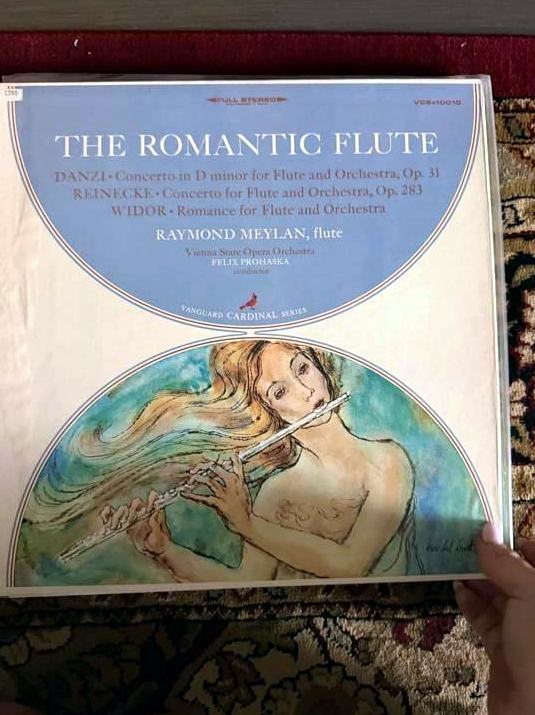 1388
FULL STEREO
VCS•10010
THE ROMANTIC FLUTE
DANZI • Concerto in D minor for Flute and Orchestra, Op. 31
REINECKE • Concerto for Flute and Orchestra, Op. 283
WIDOR • Romance for Flute and Orchestra
RAYMOND MEYLAN, flute
Vienna State Opera Orchestra
FELIX PROHASKA
conductor
VANGUARD CARDINAL SERIES